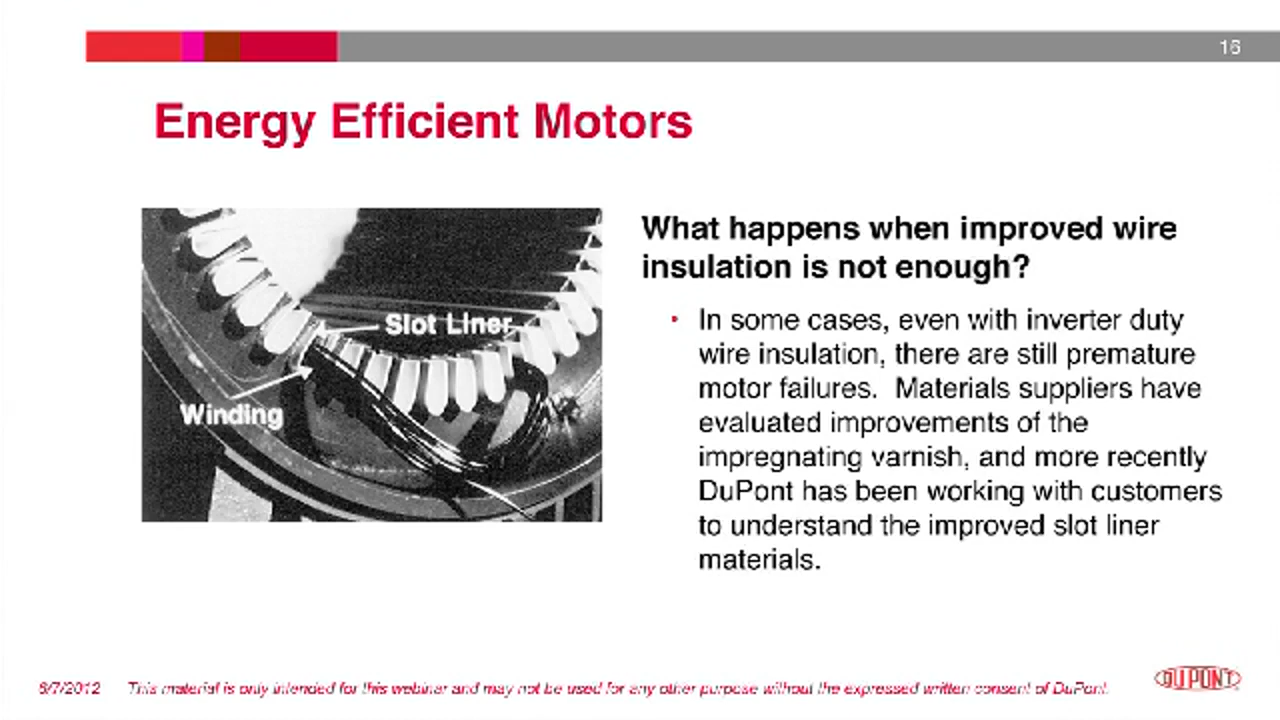 16
Energy Efficient Motors
Slot Liner
Winding
What happens when improved wire
insulation is not enough?
• In some cases, even with inverter duty
wire insulation, there are still premature
motor failures.  Materials suppliers have
evaluated improvements of the
impregnating varnish, and more recently
DuPont has been working with customers
to understand the improved slot liner
materials.
6/7/2012 This material is only intended for this webinar and may not be used for any other purpose without the expressed written consent of DuPont.
DUPONT